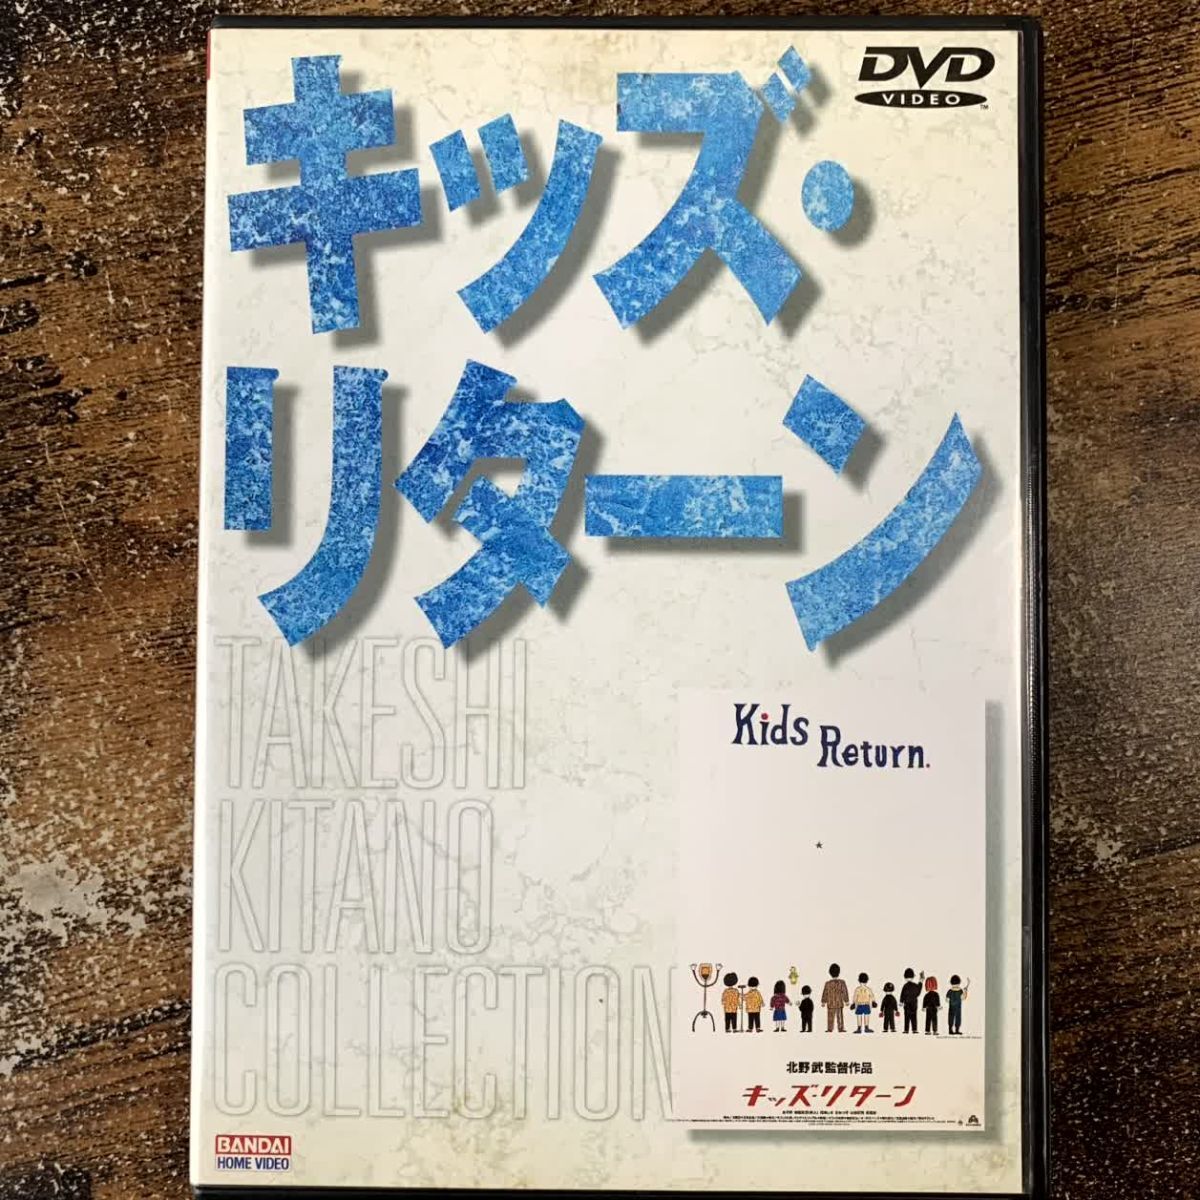 キッズ・
リターン
DVD
VIDEO
TM
TAKESHI
KITANO
COLLECTION
Kids
Return.
北野 武 監督作品
キッズ・リターン
BANDAI
HOME VIDEO